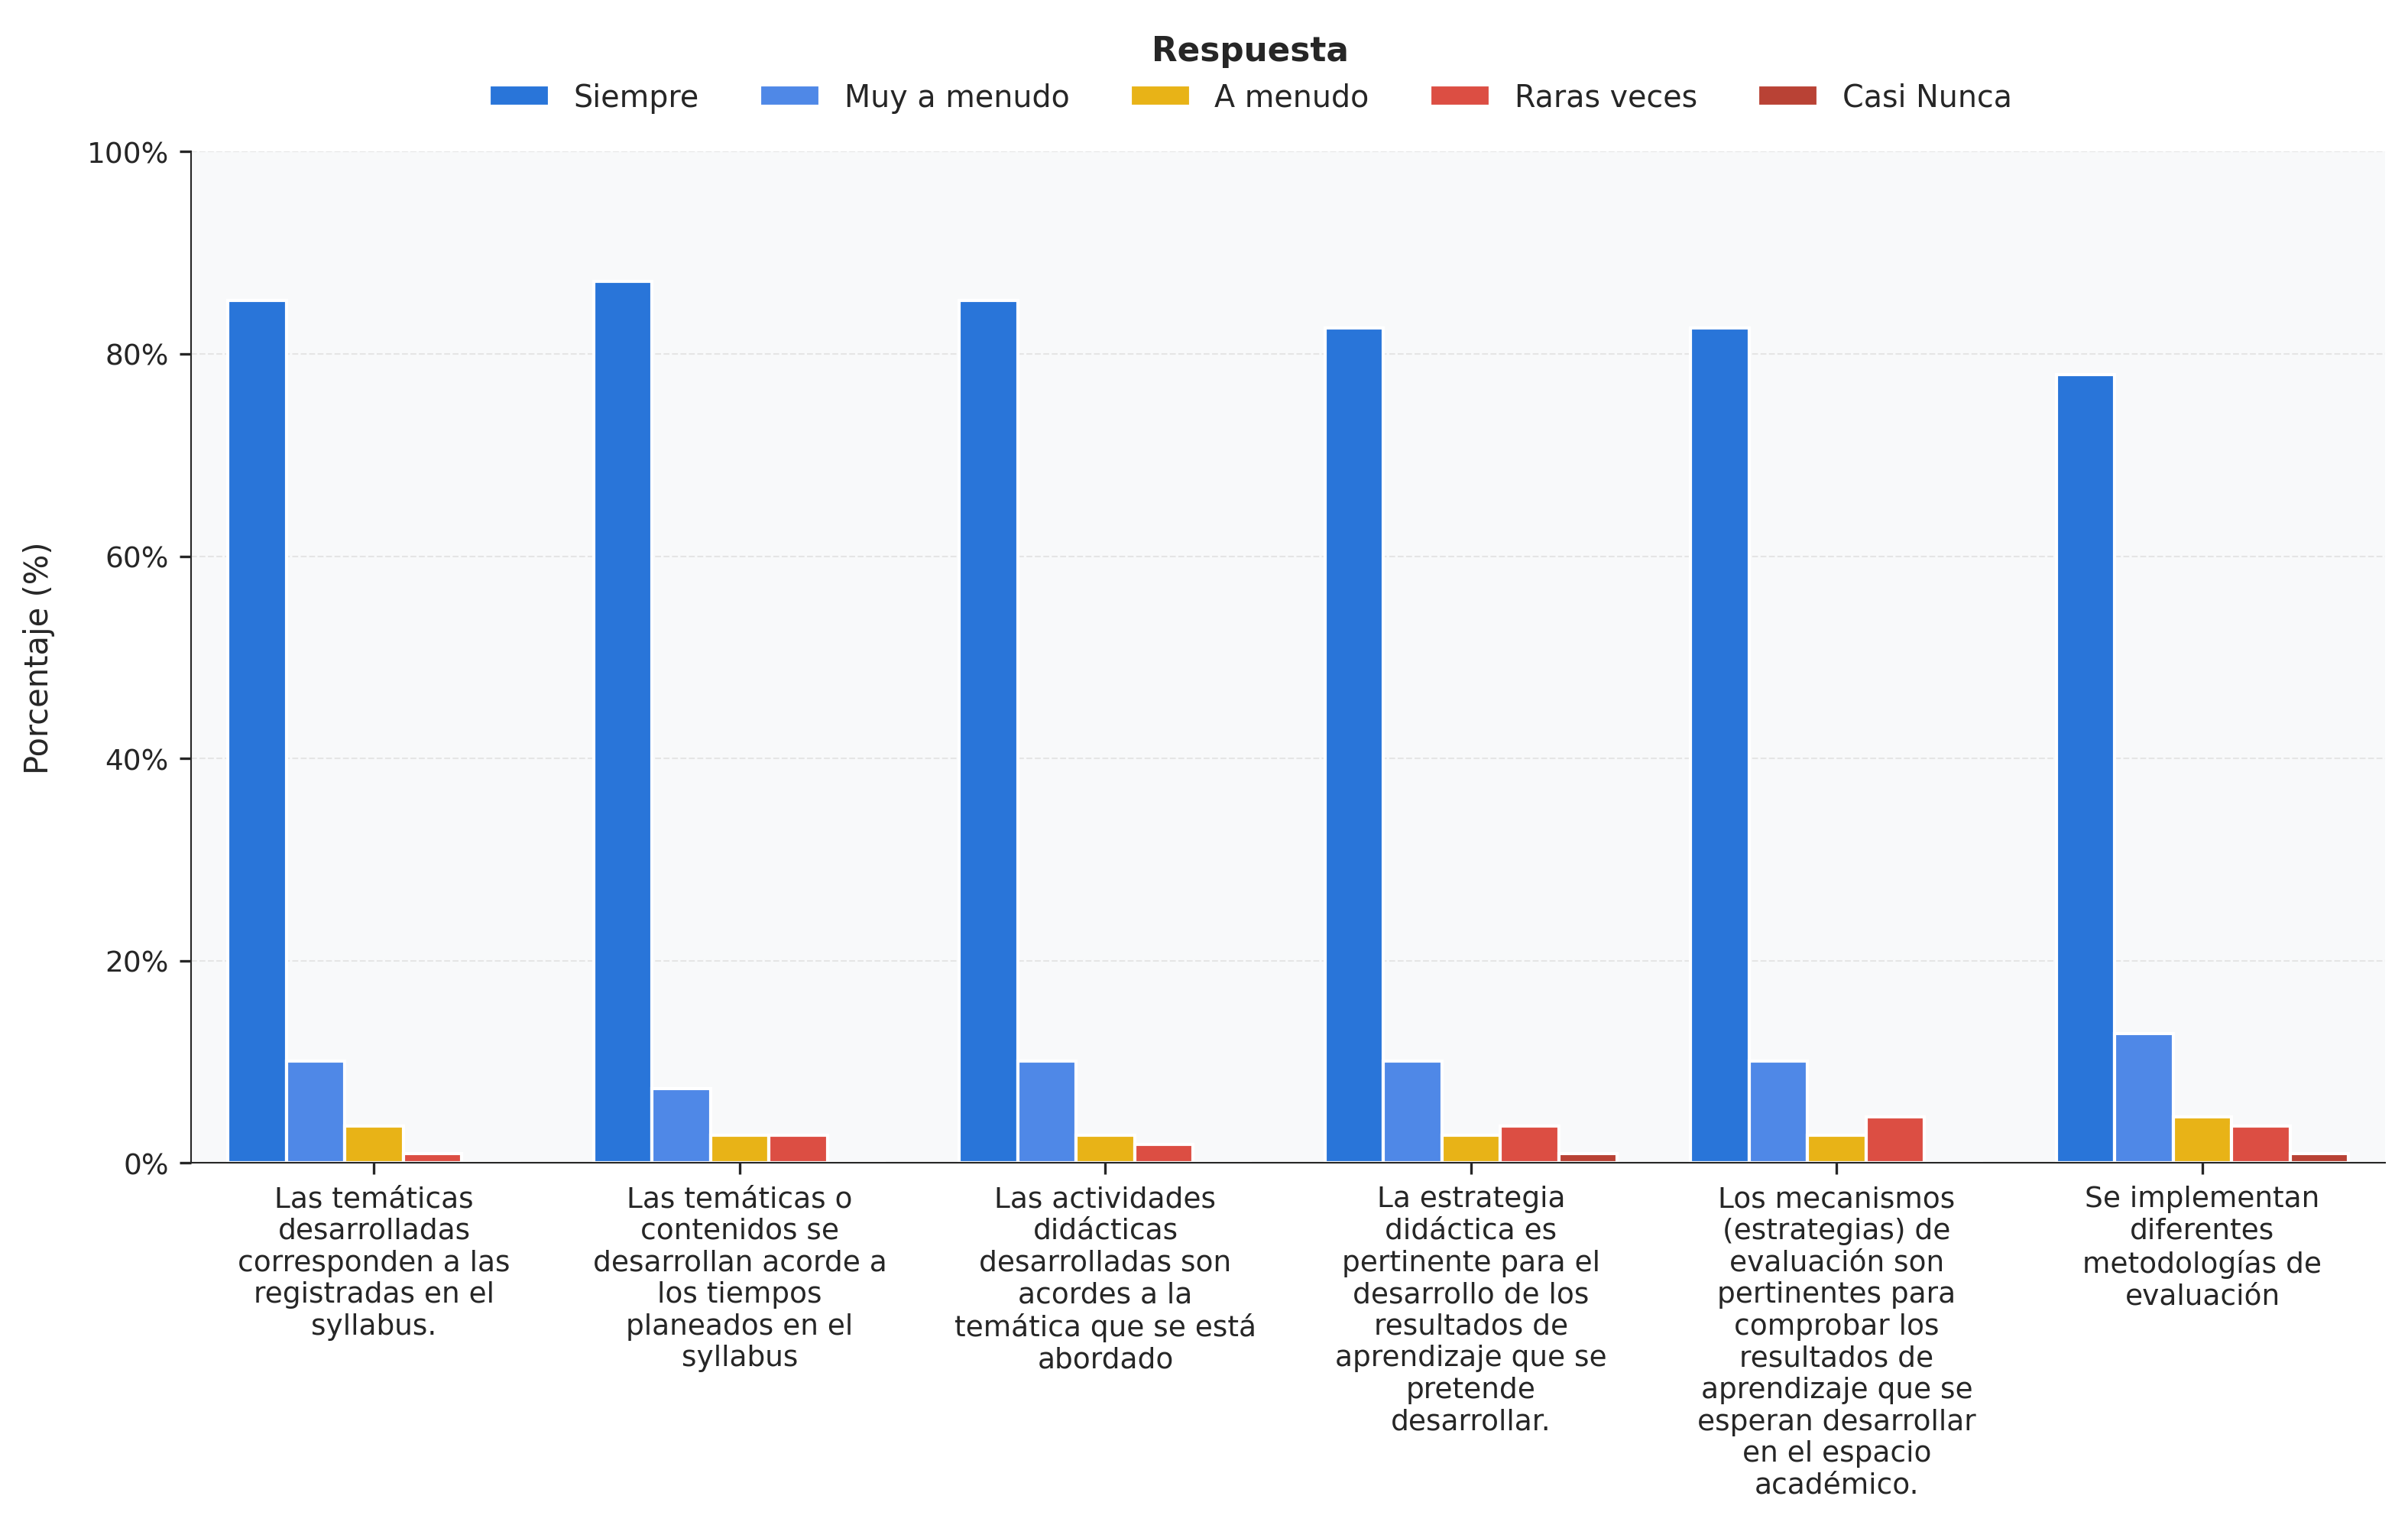 Respuesta
Siempre
Muy a menudo
A menudo
Raras veces
Casi Nunca
Porcentaje (%)
100%
80%
60%
40%
20%
0%
Las temáticas
desarrolladas
corresponden a las
registradas en el
syllabus.
Las temáticas o
contenidos se
desarrollan acorde a
los tiempos
planeados en el
syllabus
Las actividades
didácticas
desarrolladas son
acordes a la
temática que se está
abordado
La estrategia
didáctica es
pertinente para el
desarrollo de los
resultados de
aprendizaje que se
pretende
desarrollar.
Los mecanismos
(estrategias) de
evaluación son
pertinentes para
comprobar los
resultados de
aprendizaje que se
esperan desarrollar
en el espacio
académico.
Se implementan
diferentes
metodologías de
evaluación